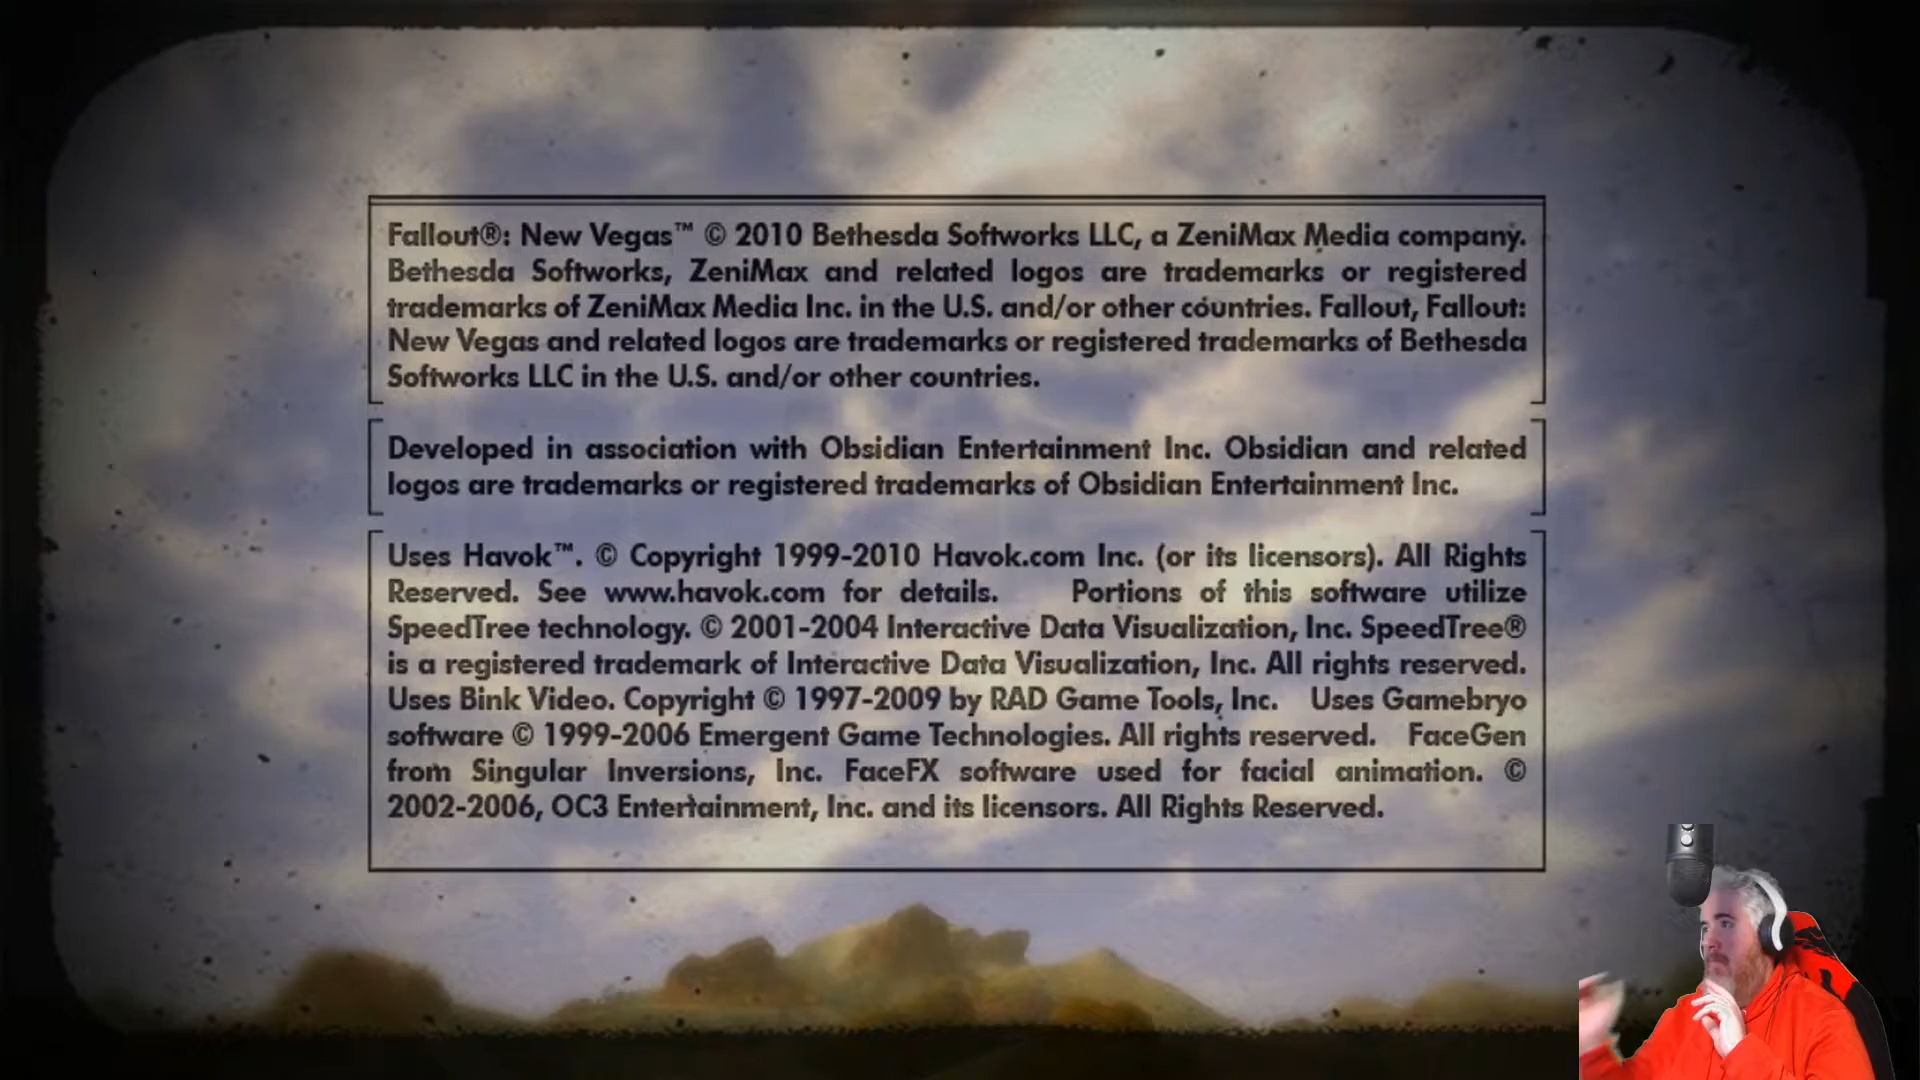 Fallout®: New Vegas™ © 2010 Bethesda Softworks LLC, a ZeniMax Media company.
Bethesda Softworks, ZeniMax and related logos are trademarks or registered
trademarks of ZeniMax Media Inc. in the U.S. and/or other countries. Fallout, Fallout:
New Vegas and related logos are trademarks or registered trademarks of Bethesda
Softworks LLC in the U.S. and/or other countries.
Developed in association with Obsidian Entertainment Inc. Obsidian and related
logos are trademarks or registered trademarks of Obsidian Entertainment Inc.
Uses Havok™. © Copyright 1999-2010 Havok.com Inc. (or its licensors). All Rights
Reserved. See www.havok.com for details. Portions of this software utilize
SpeedTree technology. © 2001-2004 Interactive Data Visualization, Inc. SpeedTree®
is a registered trademark of Interactive Data Visualization, Inc. All rights reserved.
Uses Bink Video. Copyright © 1997-2009 by RAD Game Tools, Inc. Uses Gamebryo
software © 1999-2006 Emergent Game Technologies. All rights reserved. FaceGen
from Singular Inversions, Inc. FaceFX software used for facial animation. ©
2002-2006, OC3 Entertainment, Inc. and its licensors. All Rights Reserved.